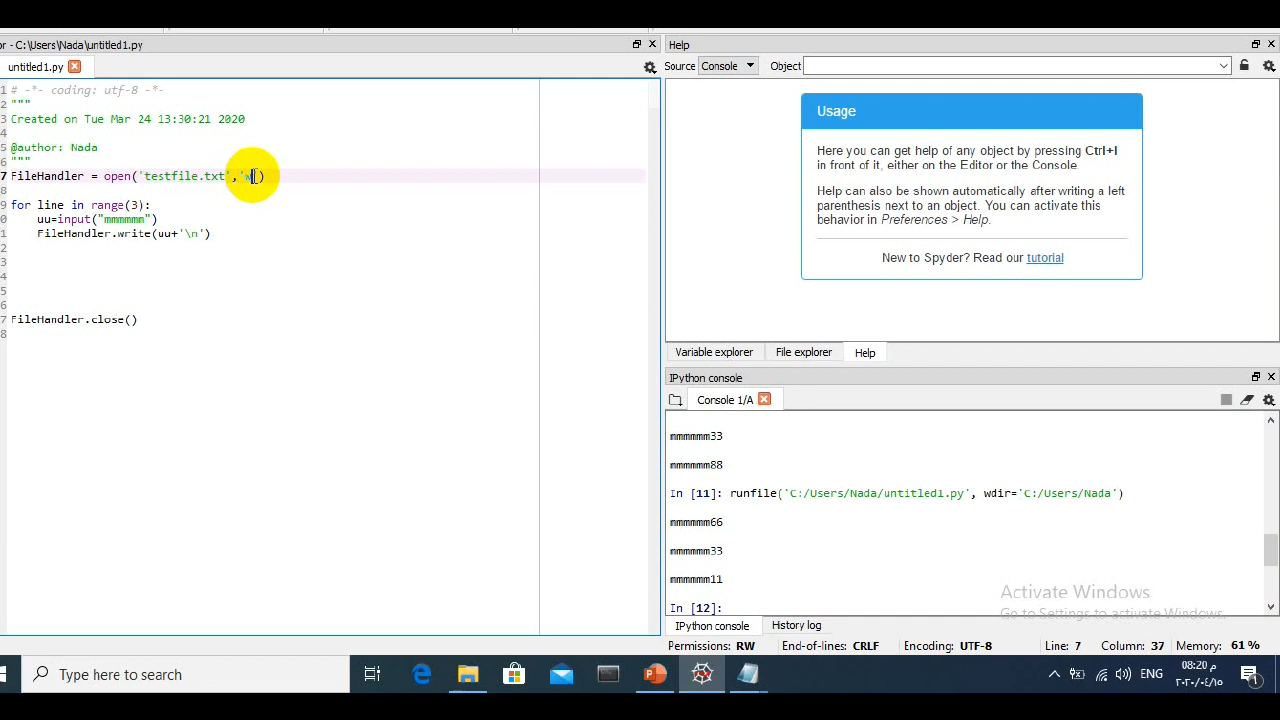 or - C:\Users\Nada\untitled1.py
untitled1.py
1 # -*- coding: utf-8 -*-
2 """
3 Created on Tue Mar 24 13:30:21 2020
4
5 @author: Nada
6 """
7 FileHandler = open('testfile.txt','w')
8
9 for line in range(3):
0 uu=input("mmmmmm")
1 FileHandler.write(uu+'\n')
2
3
4
5
6
7 FileHandler.close()
8
Help
Source Console Object
Usage
Here you can get help of any object by pressing Ctrl+I
in front of it, either on the Editor or the Console.
Help can also be shown automatically after writing a left
parenthesis next to an object. You can activate this
behavior in Preferences > Help.
New to Spyder? Read our tutorial
Variable explorer File explorer Help
IPython console
Console 1/A
mmmmmm33
mmmmmm88
In [11]: runfile('C:/Users/Nada/untitled1.py', wdir='C:/Users/Nada')
mmmmmm66
mmmmmm33
mmmmmm11
In [12]:
Activate Windows
Go to Settings to activate Windows.
IPython console History log
Permissions: RW End-of-lines: CRLF Encoding: UTF-8 Line: 7 Column: 37 Memory: 61 %
Type here to search
ENG
م 08:20
٢٠٢٠/٠٤/١٥
1